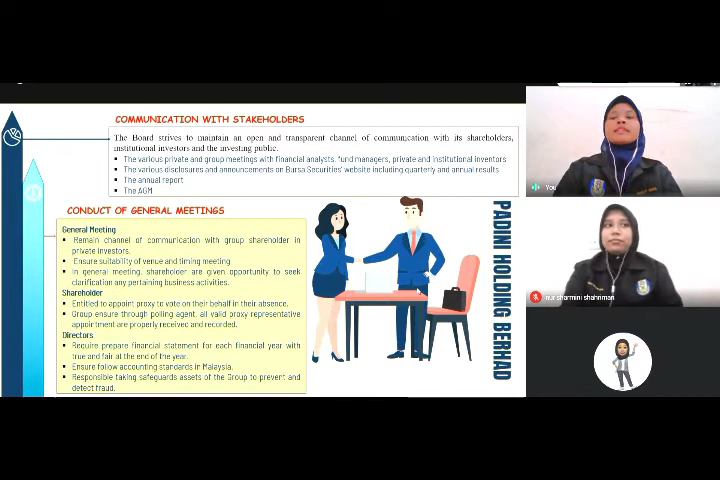 COMMUNICATION WITH STAKEHOLDERS
The Board strives to maintain an open and transparent channel of communication with its shareholders,
institutional investors and the investing public.
▪ The various private and group meetings with financial analysts, fund managers, private and institutional inventors
▪ The various disclosures and announcements on Bursa Securities' website including quarterly and annual results
▪ The annual report
▪ The AGM
CONDUCT OF GENERAL MEETINGS
General Meeting
▪ Remain channel of communication with group shareholder in
private investors.
▪ Ensure suitability of venue and timing meeting
▪ In general meeting, shareholder are given opportunity to seek
clarification any pertaining business activities.
Shareholder
▪ Entitled to appoint proxy to vote on their behalf in their absence.
▪ Group ensure through polling agent, all valid proxy representative
appointment are properly received and recorded.
Directors
▪ Require prepare financial statement for each financial year with
true and fair at the end of the year.
▪ Ensure follow accounting standards in Malaysia.
▪ Responsible taking safeguards assets of the Group to prevent and
detect fraud.
PADINI HOLDING BERHAD
You
nur sharmini shahriman